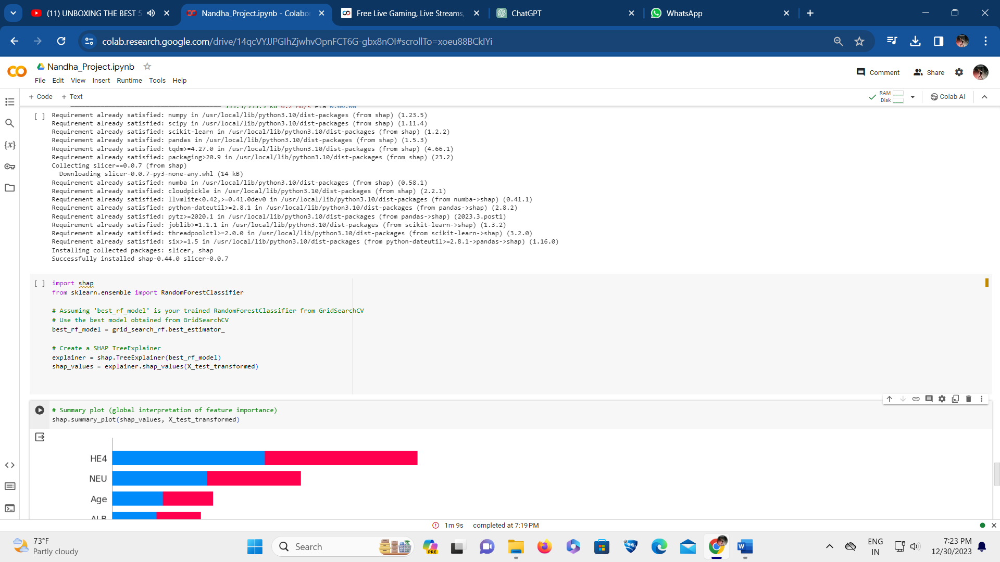 (11) UNBOXING THE BEST 5
Nandha_Project.ipynb - Colabor
Free Live Gaming, Live Streams,
ChatGPT
WhatsApp
colab.research.google.com/drive/14qcVYJJPGIhZjwhvOpnFCT6G-gbx8nOI#scrollTo=xoeu88BCkIYi
Nandha_Project.ipynb
Comment
Share
File Edit View Insert Runtime Tools Help
+ Code + Text
RAM
Disk
Colab AI
[ ]
Requirement already satisfied: numpy in /usr/local/lib/python3.10/dist-packages (from shap) (1.23.5)
Requirement already satisfied: scipy in /usr/local/lib/python3.10/dist-packages (from shap) (1.11.4)
Requirement already satisfied: scikit-learn in /usr/local/lib/python3.10/dist-packages (from shap) (1.2.2)
Requirement already satisfied: pandas in /usr/local/lib/python3.10/dist-packages (from shap) (1.5.3)
Requirement already satisfied: tqdm>=4.27.0 in /usr/local/lib/python3.10/dist-packages (from shap) (4.66.1)
Requirement already satisfied: packaging>20.9 in /usr/local/lib/python3.10/dist-packages (from shap) (23.2)
Collecting slicer==0.0.7 (from shap)
Downloading slicer-0.0.7-py3-none-any.whl (14 kB)
Requirement already satisfied: numba in /usr/local/lib/python3.10/dist-packages (from shap) (0.58.1)
Requirement already satisfied: cloudpickle in /usr/local/lib/python3.10/dist-packages (from shap) (2.2.1)
Requirement already satisfied: llvmlite<0.42,>=0.41.0dev0 in /usr/local/lib/python3.10/dist-packages (from numba->shap) (0.41.1)
Requirement already satisfied: python-dateutil>=2.8.1 in /usr/local/lib/python3.10/dist-packages (from pandas->shap) (2.8.2)
Requirement already satisfied: pytz>=2020.1 in /usr/local/lib/python3.10/dist-packages (from pandas->shap) (2023.3.post1)
Requirement already satisfied: joblib>=1.1.1 in /usr/local/lib/python3.10/dist-packages (from scikit-learn->shap) (1.3.2)
Requirement already satisfied: threadpoolctl>=2.0.0 in /usr/local/lib/python3.10/dist-packages (from scikit-learn->shap) (3.2.0)
Requirement already satisfied: six>=1.5 in /usr/local/lib/python3.10/dist-packages (from python-dateutil>=2.8.1->pandas->shap) (1.16.0)
Installing collected packages: slicer, shap
Successfully installed shap-0.44.0 slicer-0.0.7
[ ]
import shap
from sklearn.ensemble import RandomForestClassifier
# Assuming 'best_rf_model' is your trained RandomForestClassifier from GridSearchCV
# Use the best model obtained from GridSearchCV
best_rf_model = grid_search_rf.best_estimator_
# Create a SHAP TreeExplainer
explainer = shap.TreeExplainer(best_rf_model)
shap_values = explainer.shap_values(X_test_transformed)
# Summary plot (global interpretation of feature importance)
shap.summary_plot(shap_values, X_test_transformed)
HE4
NEU
Age
ALB
1m 9s completed at 7:19 PM
73°F
Partly cloudy
Search
PRE
ENG
IN
7:23 PM
12/30/2023